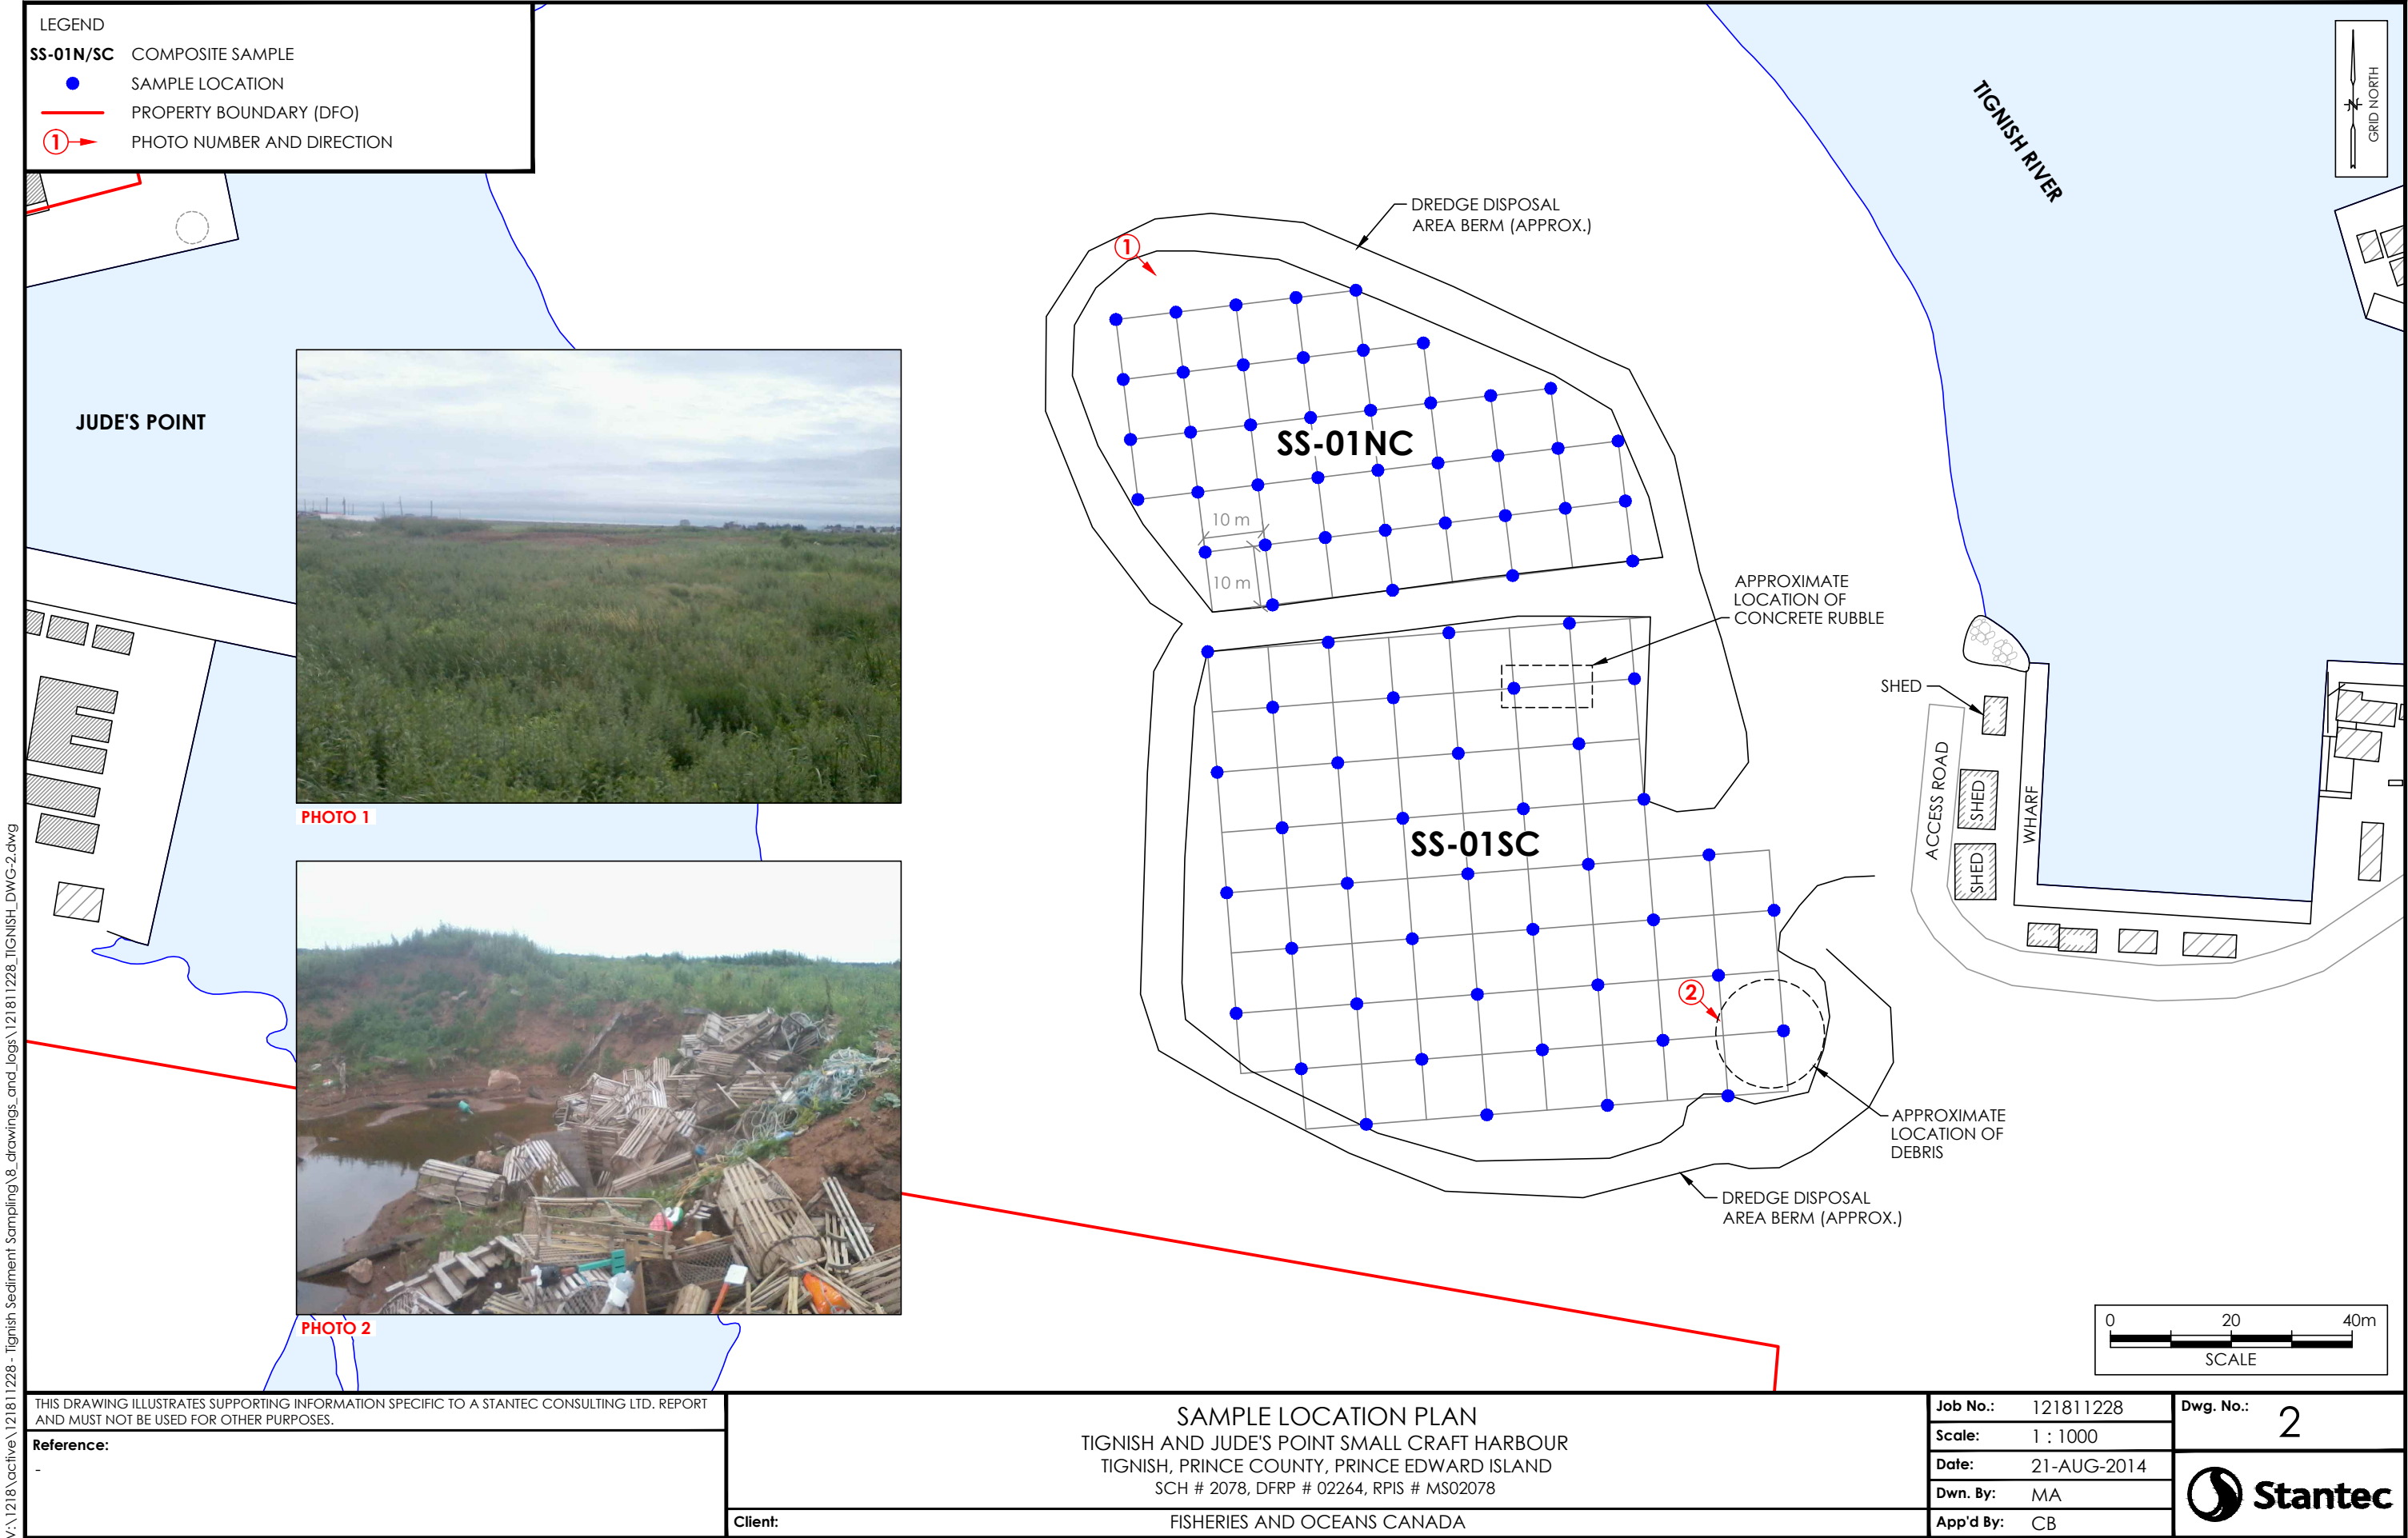 LEGEND
SS-01N/SC COMPOSITE SAMPLE
SAMPLE LOCATION
PROPERTY BOUNDARY (DFO)
1 PHOTO NUMBER AND DIRECTION
GRID NORTH
N
TIGNISH RIVER
DREDGE DISPOSAL
AREA BERM (APPROX.)
1
JUDE'S POINT
SS-01NC
10 m
10 m
APPROXIMATE
LOCATION OF
CONCRETE RUBBLE
SHED
ACCESS ROAD
SHED
SHED
WHARF
PHOTO 1
SS-01SC
2
APPROXIMATE
LOCATION OF
DEBRIS
DREDGE DISPOSAL
AREA BERM (APPROX.)
PHOTO 2
0 20 40m
SCALE
V:\1218\active\121811228 - Tignish Sediment Sampling\8_drawings_and_logs\121811228_TIGNISH_DWG-2.dwg
THIS DRAWING ILLUSTRATES SUPPORTING INFORMATION SPECIFIC TO A STANTEC CONSULTING LTD. REPORT
AND MUST NOT BE USED FOR OTHER PURPOSES.
Reference:
-
SAMPLE LOCATION PLAN
TIGNISH AND JUDE'S POINT SMALL CRAFT HARBOUR
TIGNISH, PRINCE COUNTY, PRINCE EDWARD ISLAND
SCH # 2078, DFRP # 02264, RPIS # MS02078
Client: FISHERIES AND OCEANS CANADA
Job No.: 121811228
Scale: 1 : 1000
Date: 21-AUG-2014
Dwn. By: MA
App'd By: CB
Dwg. No.: 2
Stantec